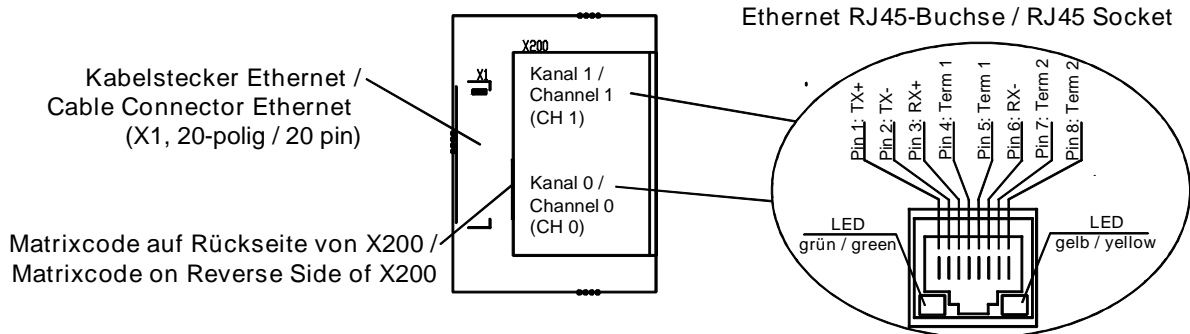 Ethernet RJ45-Buchse / RJ45 Socket
X200
X1
Kabelstecker Ethernet /
Cable Connector Ethernet
(X1, 20-polig / 20 pin)
Kanal 1 /
Channel 1
(CH 1)
Kanal 0 /
Channel 0
(CH 0)
Matrixcode auf Rückseite von X200 /
Matrixcode on Reverse Side of X200
Pin 1: TX+
Pin 2: TX-
Pin 3: RX+
Pin 4: Term 1
Pin 5: Term 1
Pin 6: RX-
Pin 7: Term 2
Pin 8: Term 2
LED
grün / green
LED
gelb / yellow